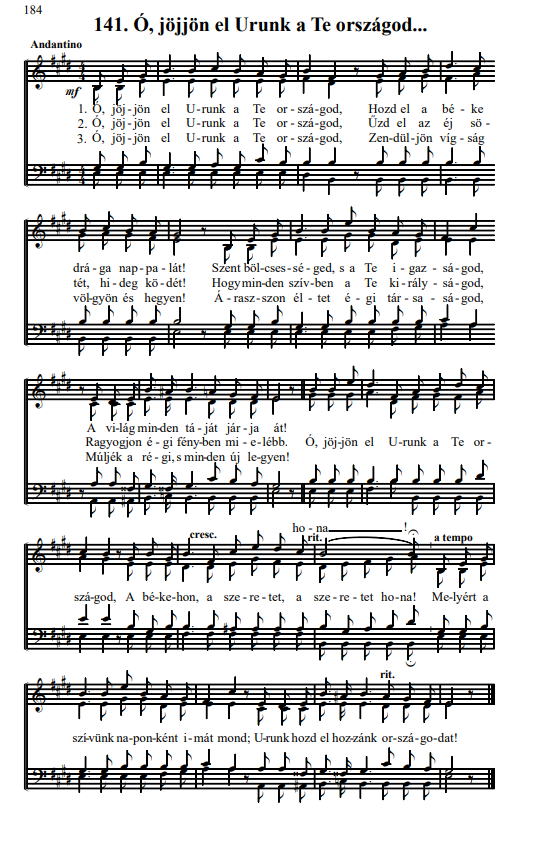 184
141. Ó, jöjjön el Urunk a Te országod...
Andantino
mf
1. Ó, jöj-jön el U-runk a Te or-szá-god, Hozd el a bé-ke
2. Ó, jöj-jön el U-runk a Te or-szá-god, Űzd el az éj sö-
3. Ó, jöj-jön el U-runk a Te or-szá-god, Zen-dül-jön víg-ság
drá-ga nap-pa-lát! Szent böl-cses-sé-ged, s a Te i-gaz-sá-god,
tét, hi-deg kö-dét! Hogy min-den szív-ben a Te ki-rály-sá-god,
völ-gyön és hegyen! Á-rasz-szon él-tet é-gi tár-sa-sá-god,
A vi-lág min-den tá-ját jár-ja át!
Ragyogjon é-gi fény-ben mi-e-lébb. Ó, jöj-jön el U-runk a Te or-
Múljék a ré-gi, s min-den új le-gyen!
cresc.
ho-na !
rit.
a tempo
szá-god, A bé-ke-hon, a sze-re-tet, a sze-re-tet ho-na! Me-lyért a
rit.
szí-vünk na-pon-ként i-mát mond; U-runk hozd el hoz-zánk or-szá-go-dat!